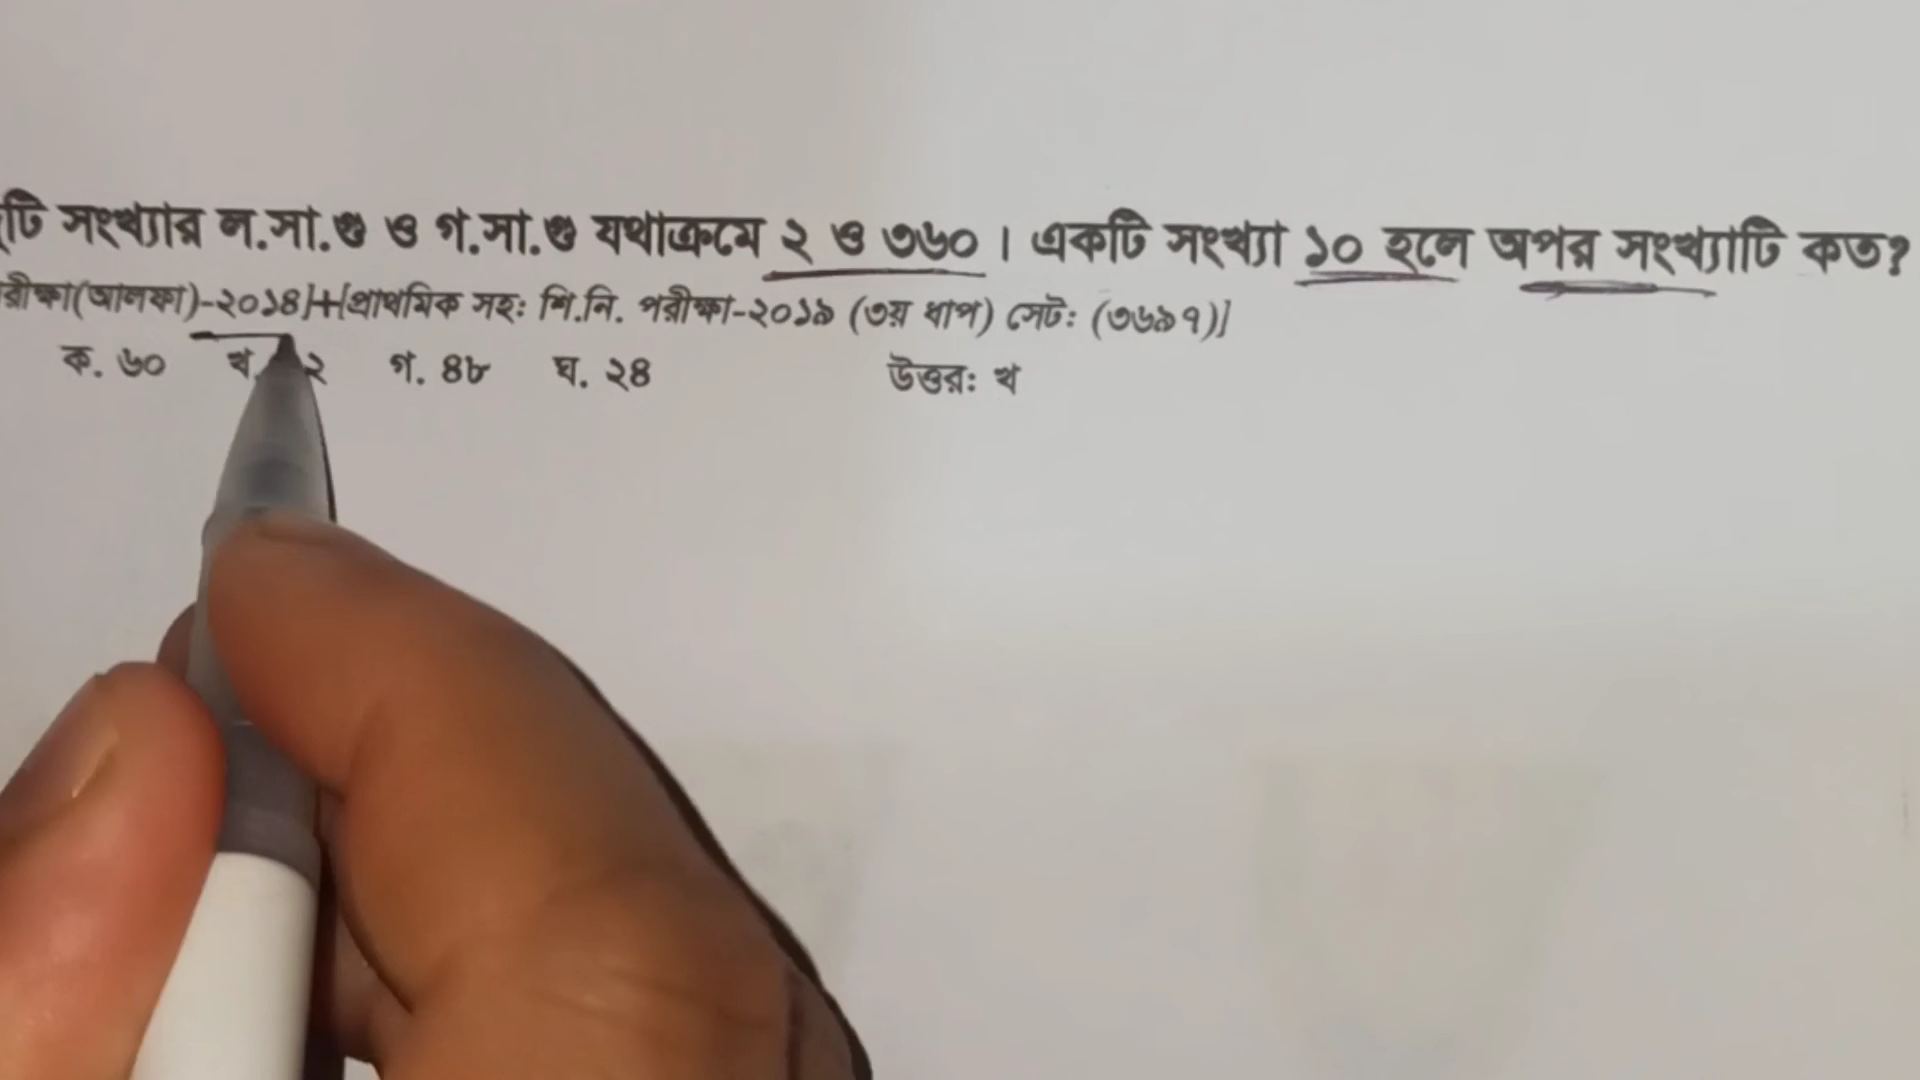 টি সংখ্যার ল.সা.গু ও গ.সা.গু যথাক্রমে ২ ও ৩৬০ । একটি সংখ্যা ১০ হলে অপর সংখ্যাটি কত?
রীক্ষা(আলফা)-২০১৪]+[প্রাথমিক সহঃ শি.নি. পরীক্ষা-২০১৯ (৩য় ধাপ) সেট: (৩৬৯৭)]
ক. ৬০ খ. ২ গ. ৪৮ ঘ. ২৪ উত্তর: খ